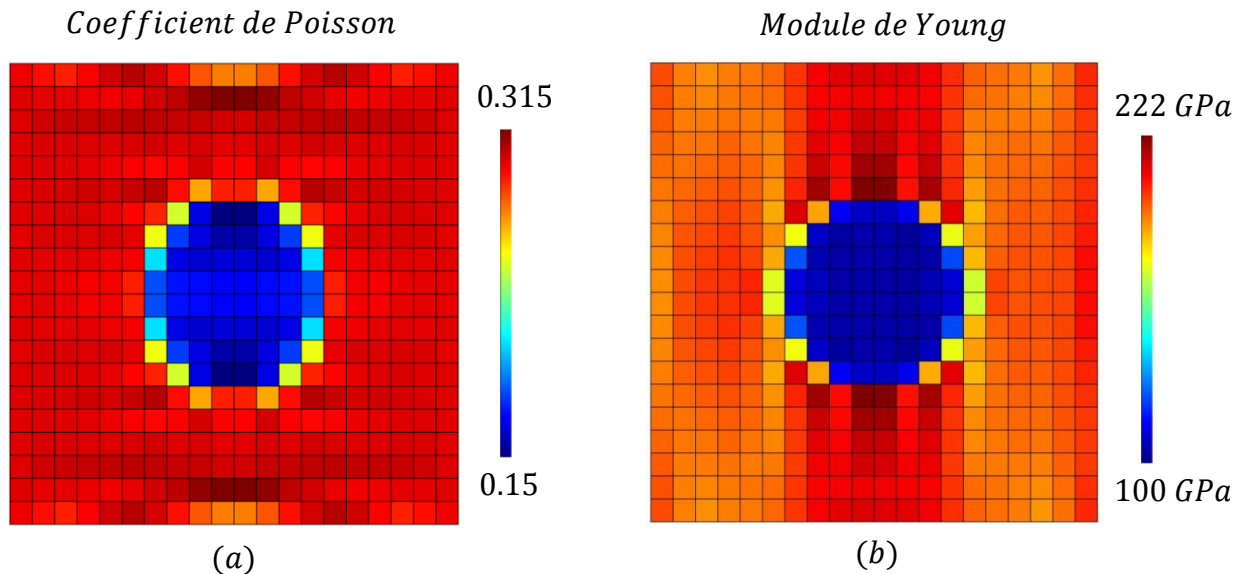 Coefficient de Poisson
Module de Young
0.315
0.15
222 GPa
100 GPa
(a)
(b)